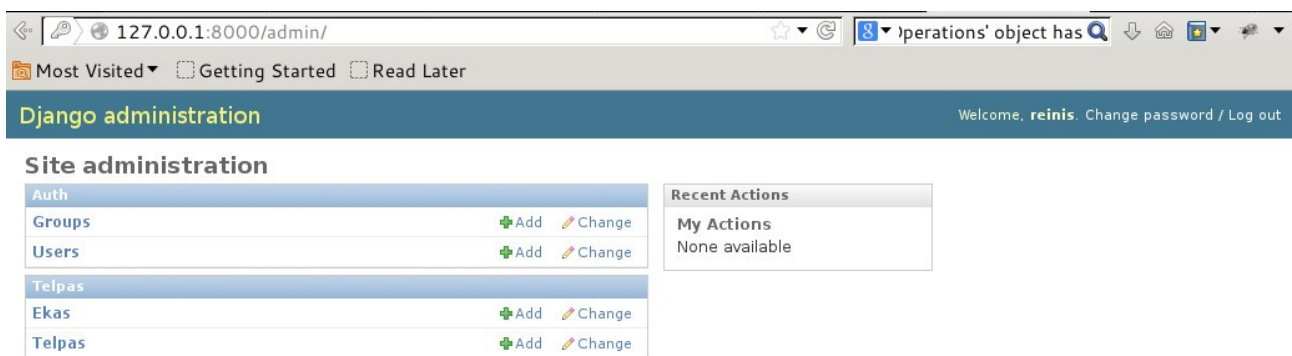 127.0.0.1:8000/admin/
perations' object has
Most Visited
Getting Started
Read Later
Django administration
Welcome, reinis. Change password / Log out
Site administration
Auth
Groups
Add
Change
Users
Add
Change
Telpas
Ekas
Add
Change
Telpas
Add
Change
Recent Actions
My Actions
None available